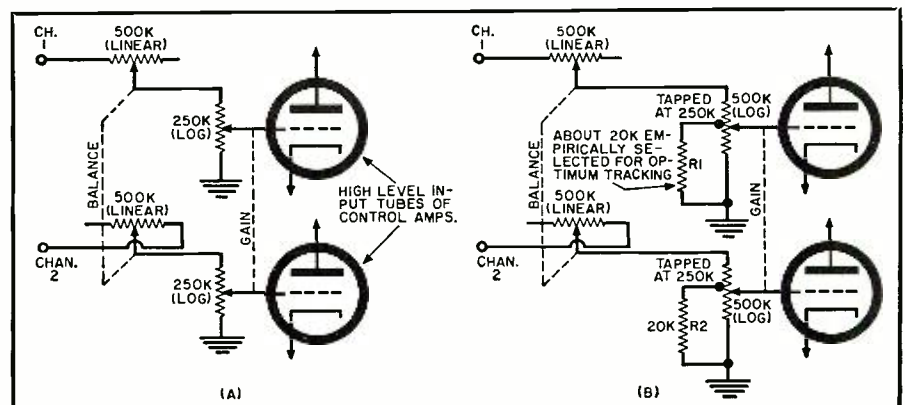 CH.
1
500K
(LINEAR)
250K
(LOG)
BALANCE
500K
(LINEAR)
GAIN
HIGH LEVEL IN-
PUT TUBES OF
CONTROL AMPS.
CHAN.
2
250K
(LOG)
(A)
CH.
1
500K
(LINEAR)
TAPPED
AT 250K
500K
(LOG)
ABOUT 20K EM-
PIRICALLY SE-
LECTED FOR OP-
TIMUM TRACKING
R1
BALANCE
500K
(LINEAR)
GAIN
CHAN.
2
TAPPED
AT 250K
500K
(LOG)
20K
R2
(B)